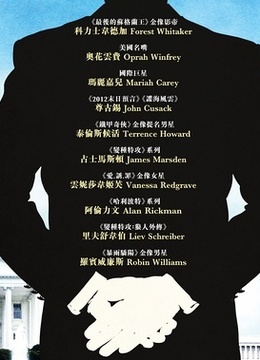 《最後的蘇格蘭王》金像影帝
科力士韋德加 Forest Whitaker
美國名嘴
奧花雲費 Oprah Winfrey
國際巨星
瑪麗嘉兒 Mariah Carey
《2012末日預言》《諜海風雲》
尊古錫 John Cusack
《鐵甲奇俠》金像提名男星
泰倫斯候活 Terrence Howard
《變種特攻》系列
占士馬斯頓 James Marsden
《愛．誘．罪》金像女星
雲妮莎韋姬芙 Vanessa Redgrave
《哈利波特》系列
阿倫力文 Alan Rickman
《變種特攻：狼人外傳》
里夫舒韋伯 Liev Schreiber
《暴雨驕陽》金像男星
羅賓威廉斯 Robin Williams